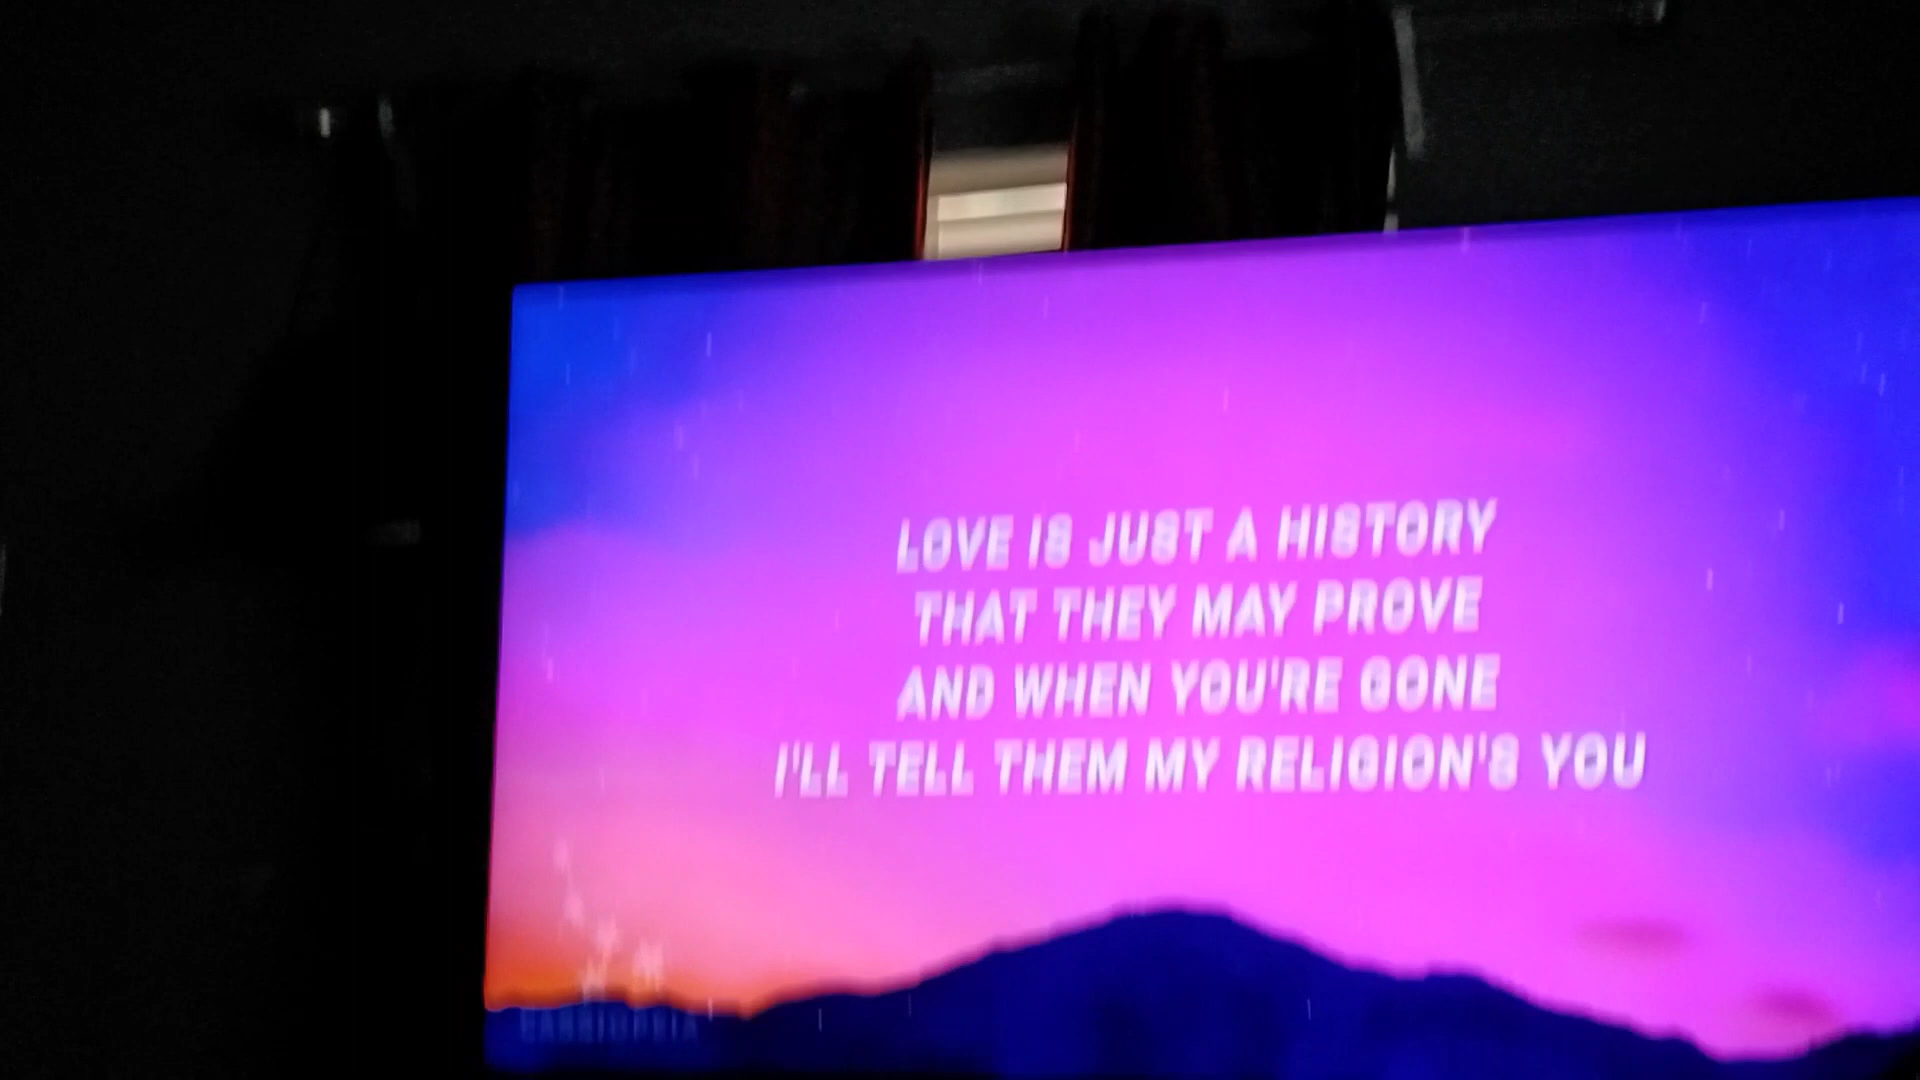 LOVE IS JUST A HISTORY
THAT THEY MAY PROVE
AND WHEN YOU'RE GONE
I'LL TELL THEM MY RELIGION'S YOU